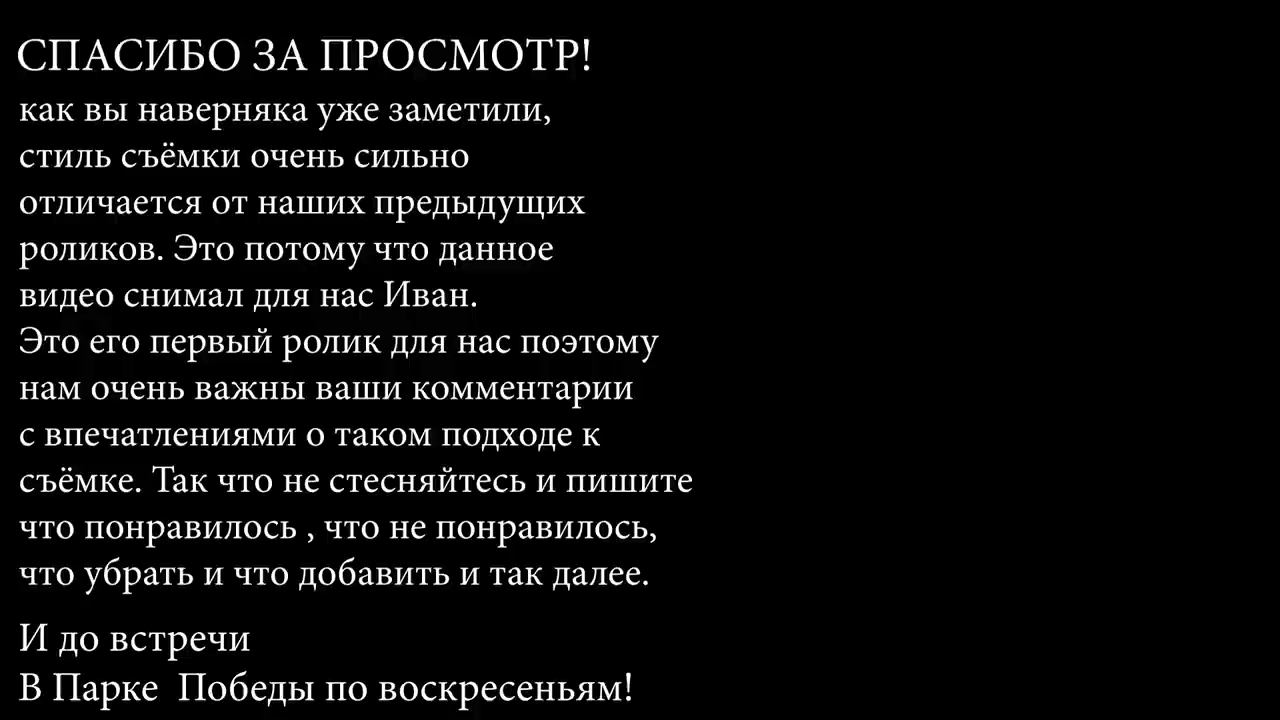 СПАСИБО ЗА ПРОСМОТР!
как вы наверняка уже заметили,
стиль съёмки очень сильно
отличается от наших предыдущих
роликов. Это потому что данное
видео снимал для нас Иван.
Это его первый ролик для нас поэтому
нам очень важны ваши комментарии
с впечатлениями о таком подходе к
съёмке. Так что не стесняйтесь и пишите
что понравилось , что не понравилось,
что убрать и что добавить и так далее.
И до встречи
В Парке  Победы по воскресеньям!